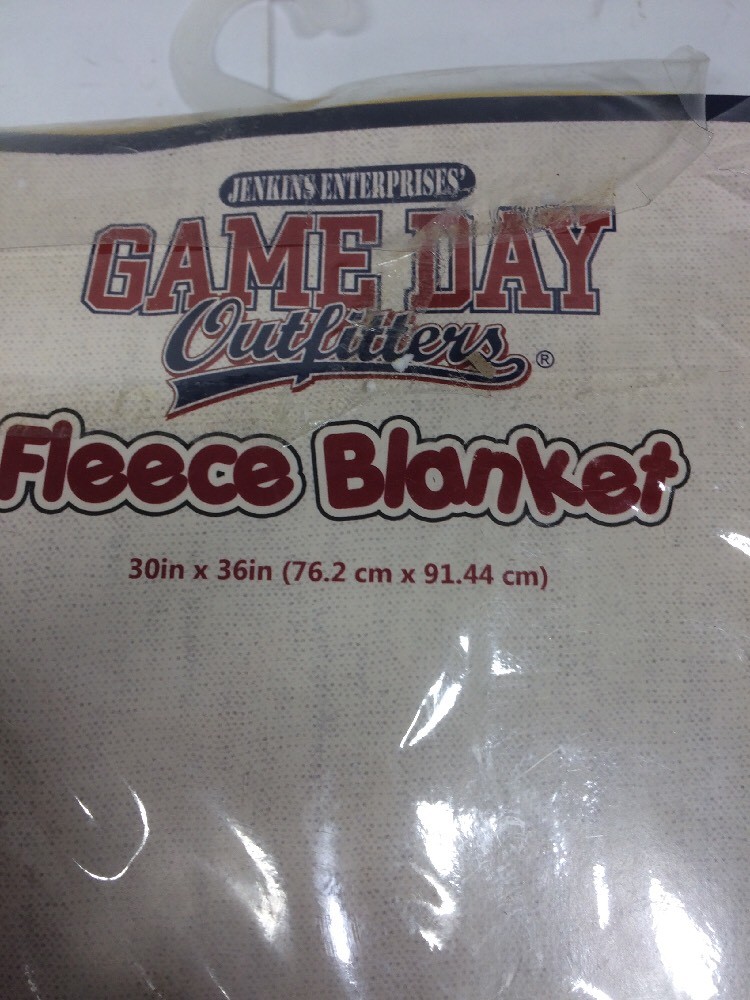 JENKINS ENTERPRISES'
GAME DAY
Outfitters ®
Fleece Blanket
30in x 36in (76.2 cm x 91.44 cm)